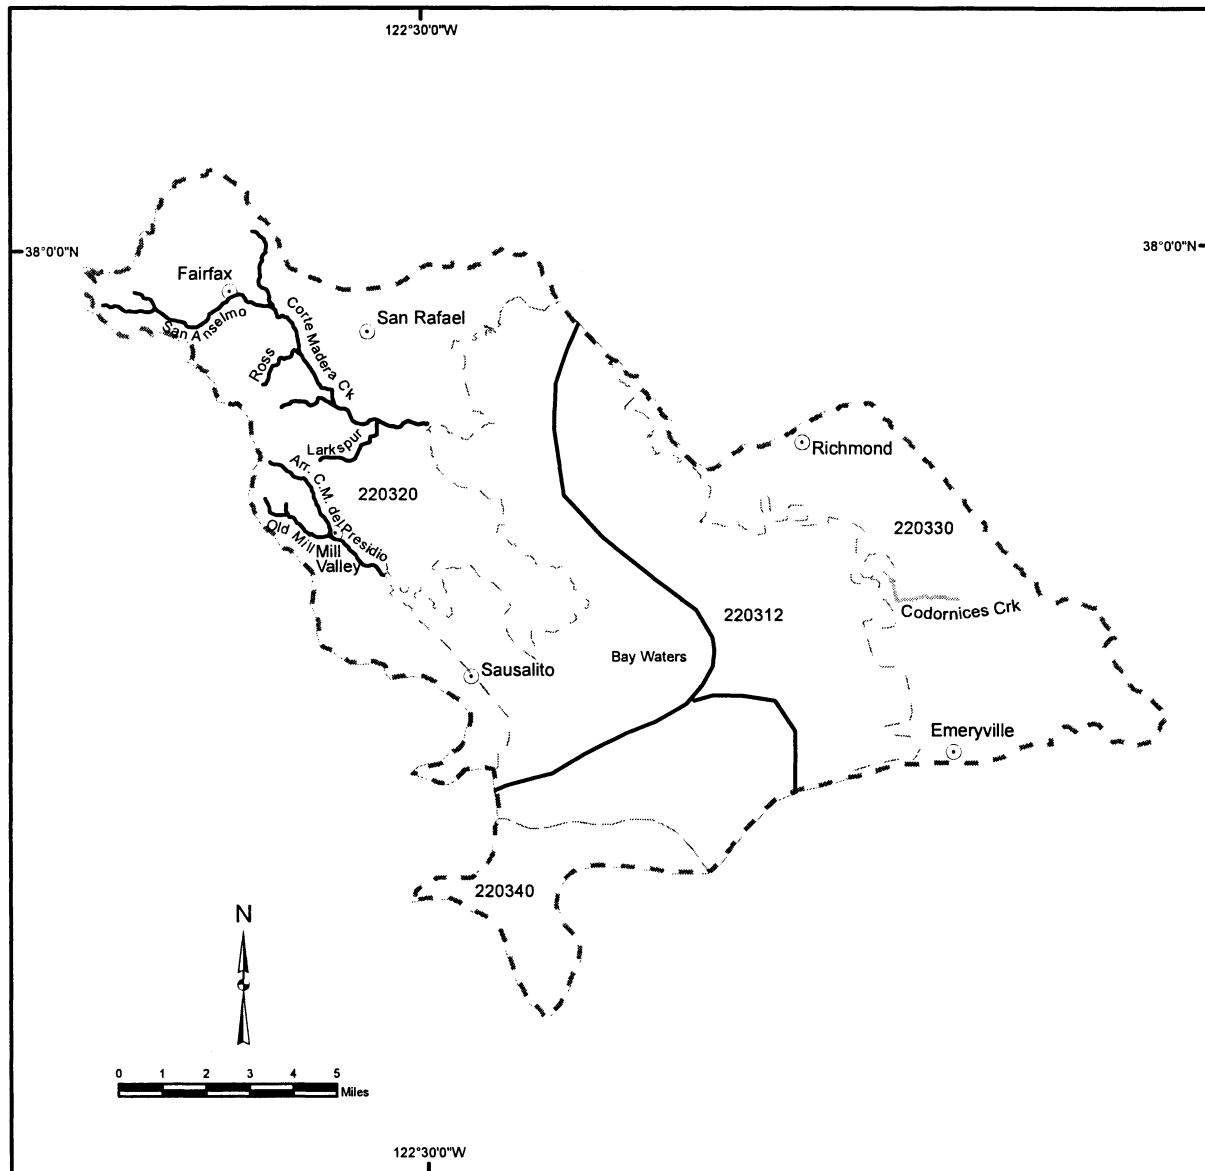 122°30'0"W
38°0'0"N
38°0'0"N
Fairfax
San Anselmo
Corte Madera Ck
San Rafael
Ross
Larkspur
Richmond
Arr. C.M. del Presidio
220320
Old Mill
Mill
Valley
220330
Codornices Crk
220312
Bay Waters
Sausalito
Emeryville
220340
N
0 1 2 3 4 5
Miles
122°30'0"W